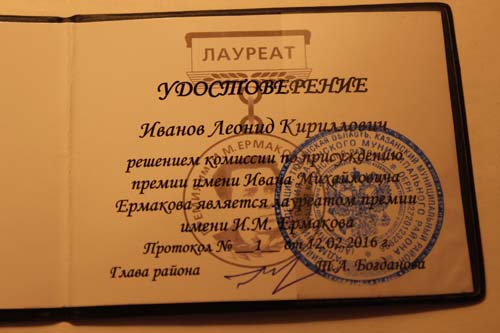 ЛАУРЕАТ
УДОСТОВЕРЕНИЕ
Иванов Леонид Кириллович
решением комиссии по присуждению
премии имени Ивана Михайловича
Ермакова является лауреатом премии
имени И.М. Ермакова
Протокол № 1 от 12.02.2016 г.
Глава района Т.А. Богданова